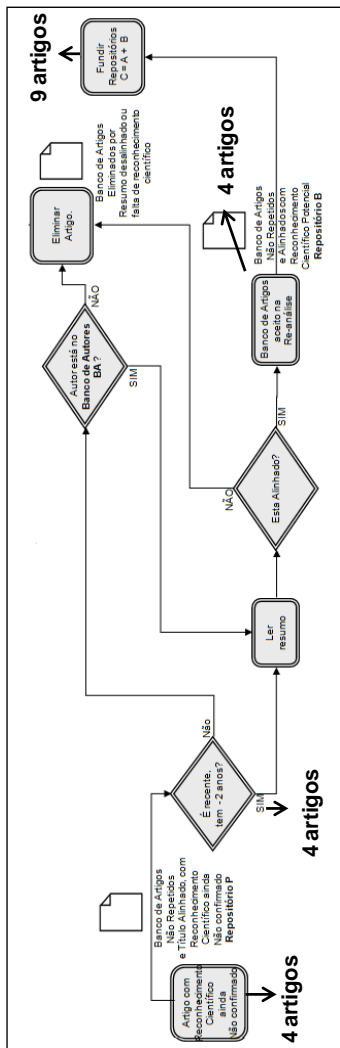 Artigo com
Reconhecimento
Científico
ainda
Não confirmado
4 artigos
Banco de Artigos
Não Repetidos
e Título Alinhado, com
Reconhecimento
Científico ainda
Não confirmado
Repositório P
É recente,
tem - 2 anos?
Não
SIM
4 artigos
Autor está no
Banco de Autores
BA ?
NÃO
SIM
Ler
resumo
Esta Alinhado?
NÃO
SIM
Eliminar
Artigo.
Banco de Artigos
Eliminados por
Resumo desalinhado ou
falta de reconhecimento
científico
Banco de Artigos
aceito na
Re-análise
Banco de Artigos
Não Repetidos
e Alinhados com
Reconhecimento
Científico Potencial
Repositório B
4 artigos
Fundir
Repositórios
C = A + B
9 artigos